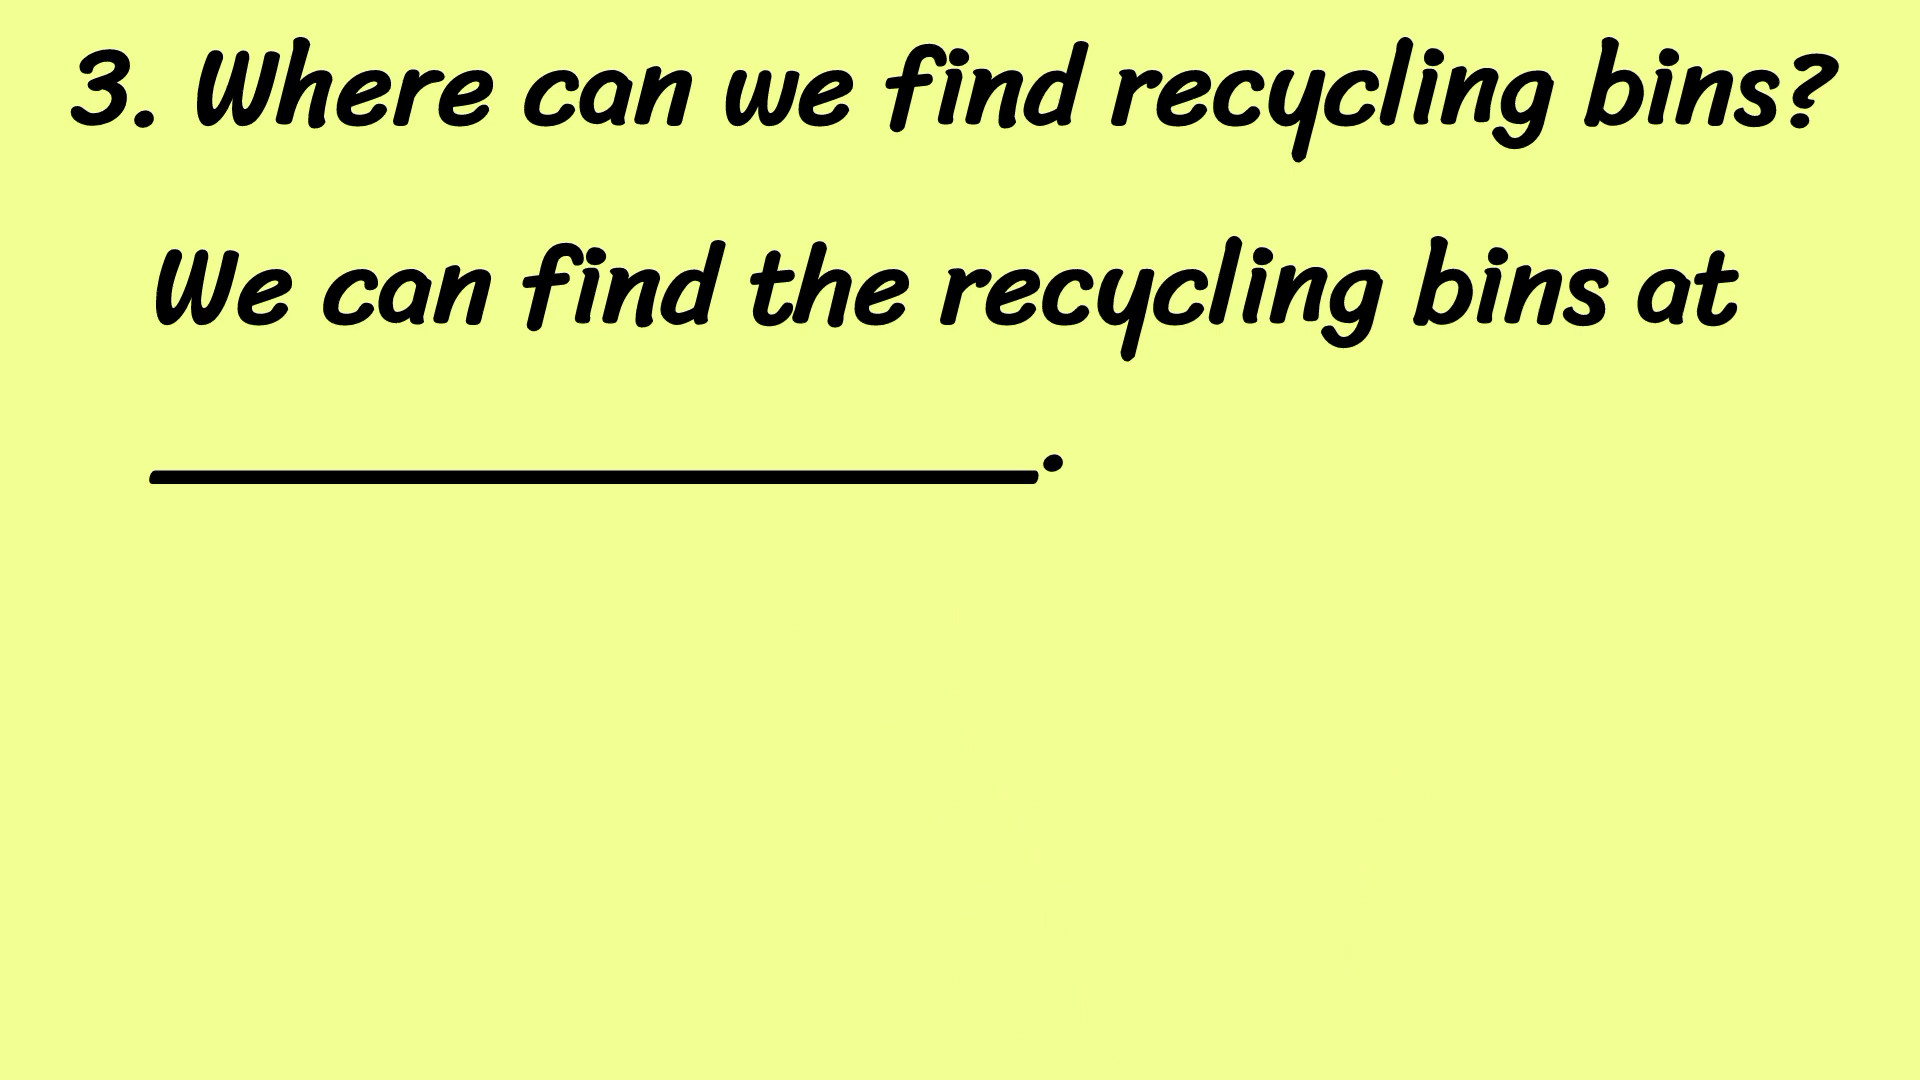 3. Where can we find recycling bins?
We can find the recycling bins at
________________.